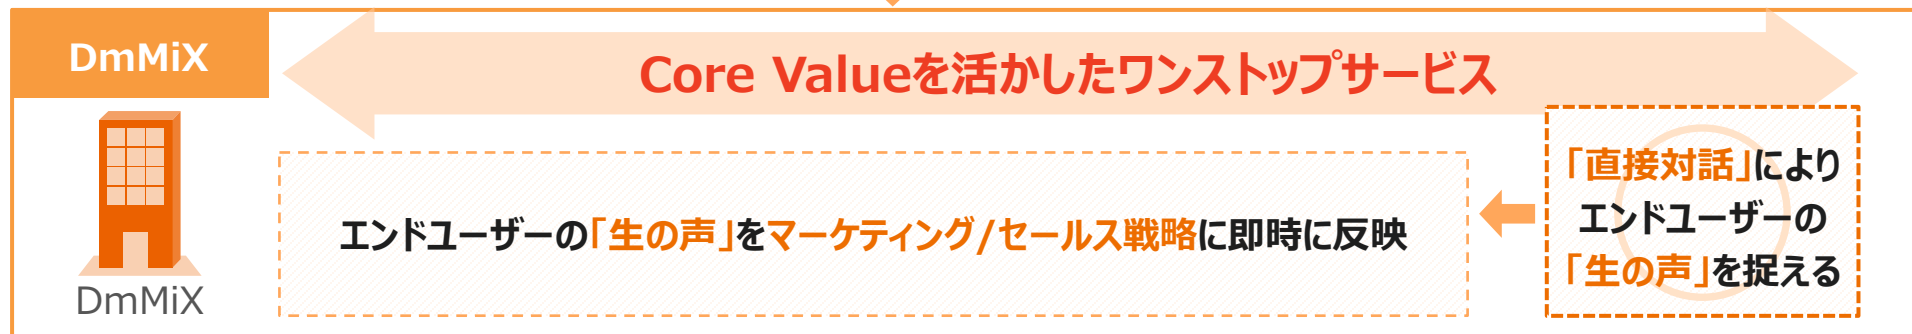 DmMiX
Core Valueを活かしたワンストップサービス
DmMiX
エンドユーザーの「生の声」をマーケティング/セールス戦略に即時に反映
「直接対話」により
エンドユーザーの
「生の声」を捉える